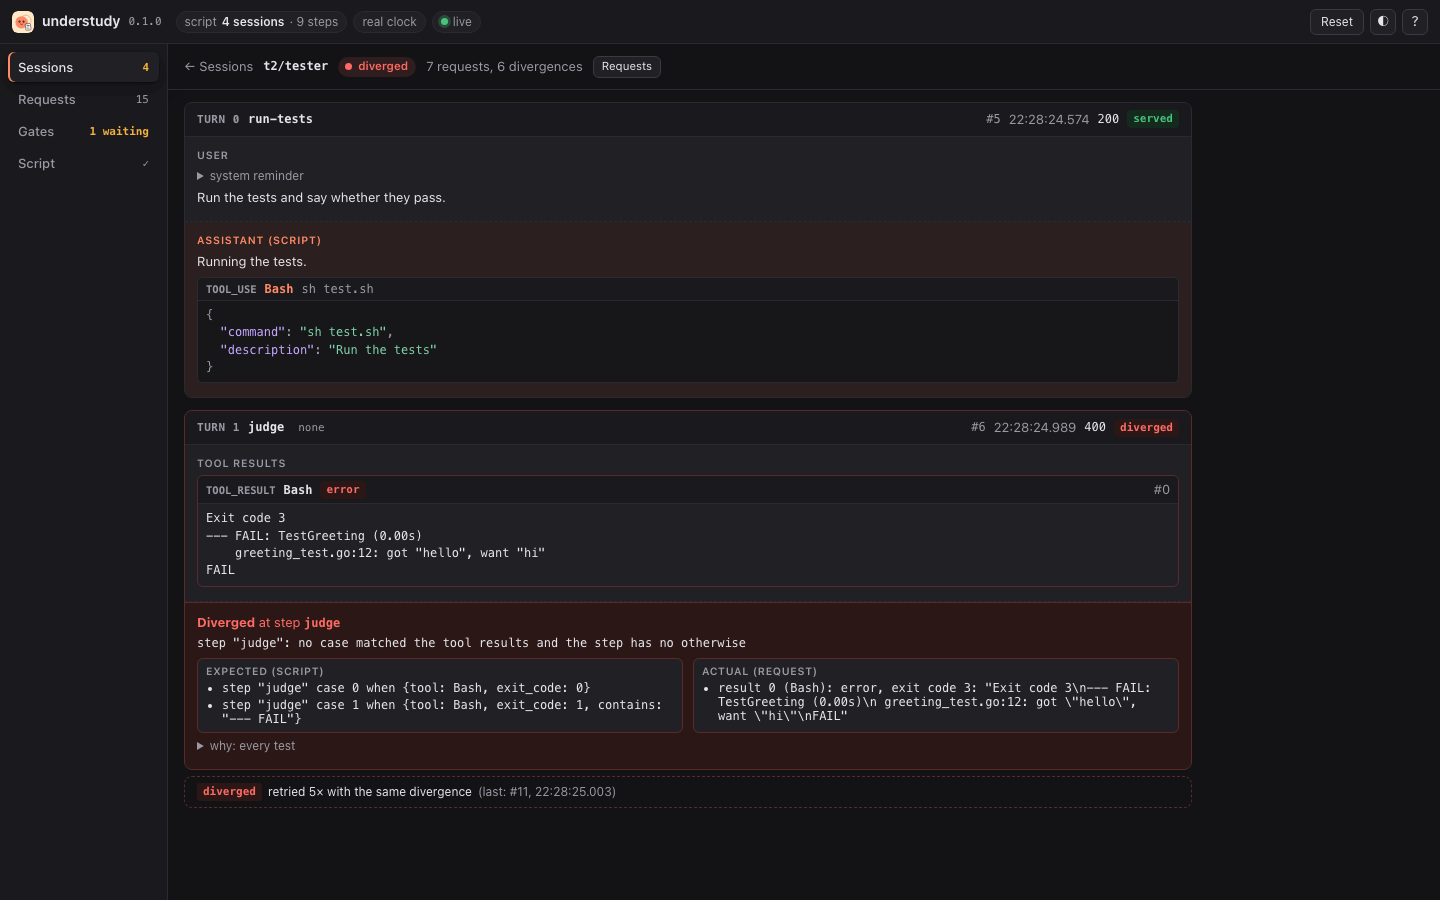 understudy 0.1.0 script 4 sessions · 9 steps real clock live Reset ?
Sessions 4
Requests 15
Gates 1 waiting
Script ✓
← Sessions t2/tester diverged 7 requests, 6 divergences Requests
TURN 0 run-tests #5 22:28:24.574 200 served
USER
system reminder
Run the tests and say whether they pass.
ASSISTANT (SCRIPT)
Running the tests.
TOOL_USE Bash sh test.sh
{
"command": "sh test.sh",
"description": "Run the tests"
}
TURN 1 judge none #6 22:28:24.989 400 diverged
TOOL RESULTS
TOOL_RESULT Bash error #0
Exit code 3
--- FAIL: TestGreeting (0.00s)
greeting_test.go:12: got "hello", want "hi"
FAIL
Diverged at step judge
step "judge": no case matched the tool results and the step has no otherwise
EXPECTED (SCRIPT)
• step "judge" case 0 when {tool: Bash, exit_code: 0}
• step "judge" case 1 when {tool: Bash, exit_code: 1, contains:
"--- FAIL"}
ACTUAL (REQUEST)
• result 0 (Bash): error, exit code 3: "Exit code 3\n--- FAIL:
TestGreeting (0.00s)\n greeting_test.go:12: got \"hello\",
want \"hi\"\nFAIL"
why: every test
diverged retried 5× with the same divergence (last: #11, 22:28:25.003)